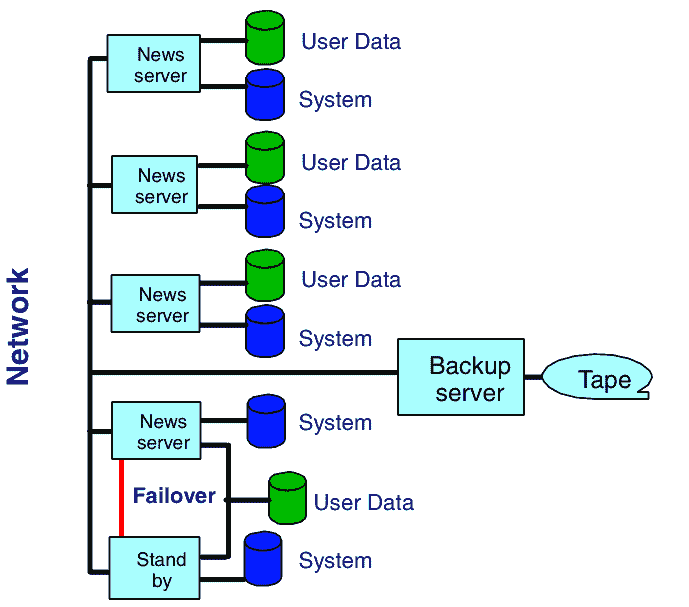 News
server
User Data
System
News
server
User Data
System
News
server
User Data
System
Network
Backup
server
Tape
News
server
System
Failover
User Data
Stand
by
System